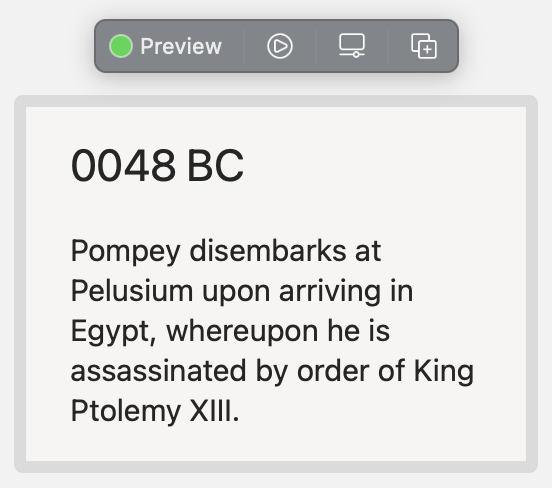 Preview
0048 BC
Pompey disembarks at
Pelusium upon arriving in
Egypt, whereupon he is
assassinated by order of King
Ptolemy XIII.